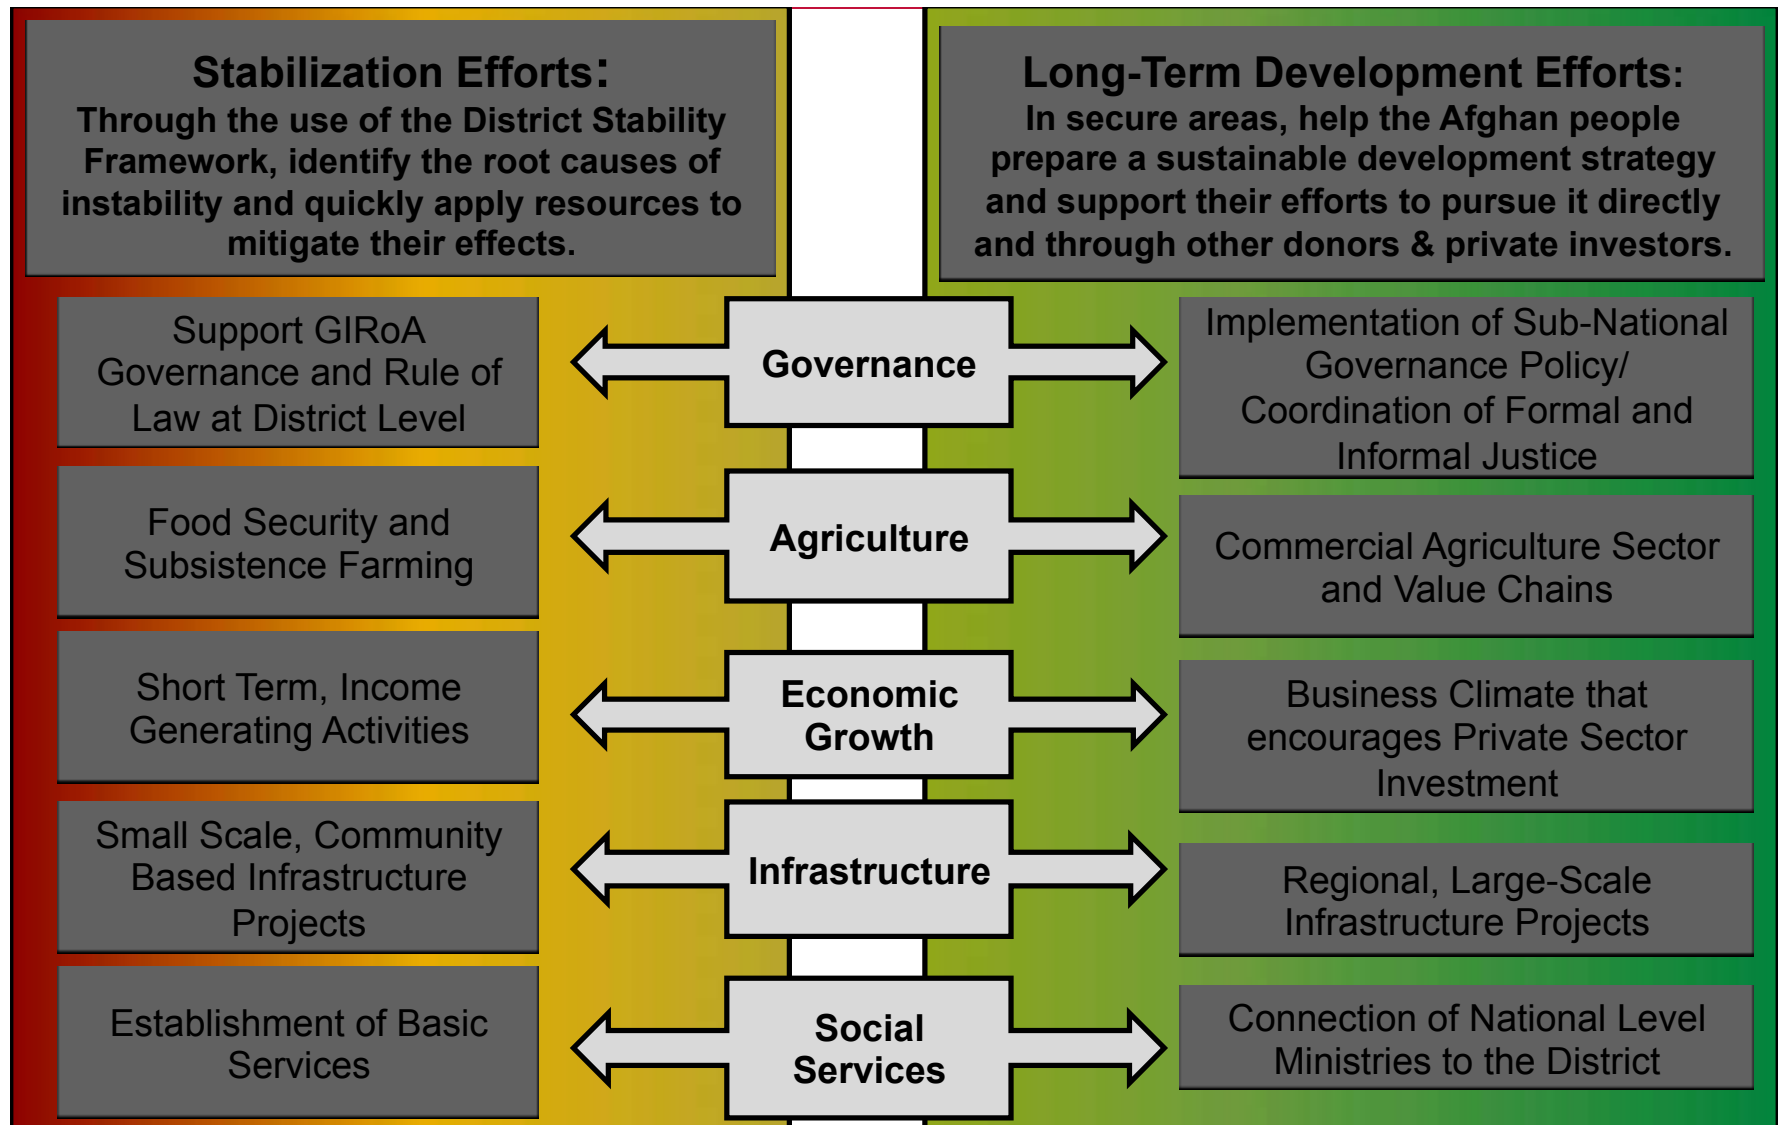 Stabilization Efforts:
Through the use of the District Stability
Framework, identify the root causes of
instability and quickly apply resources to
mitigate their effects.
Long-Term Development Efforts:
In secure areas, help the Afghan people
prepare a sustainable development strategy
and support their efforts to pursue it directly
and through other donors & private investors.
Support GIRoA
Governance and Rule of
Law at District Level
Governance
Implementation of Sub-National
Governance Policy/
Coordination of Formal and
Informal Justice
Food Security and
Subsistence Farming
Agriculture
Commercial Agriculture Sector
and Value Chains
Short Term, Income
Generating Activities
Economic
Growth
Business Climate that
encourages Private Sector
Investment
Small Scale, Community
Based Infrastructure
Projects
Infrastructure
Regional, Large-Scale
Infrastructure Projects
Establishment of Basic
Services
Social
Services
Connection of National Level
Ministries to the District